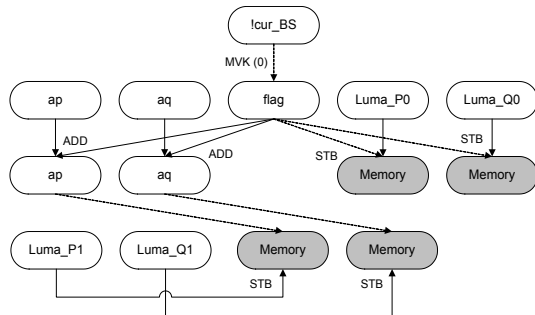 !cur_BS
MVK (0)
ap
aq
flag
Luma_P0
Luma_Q0
ADD
ADD
STB
STB
ap
aq
Memory
Memory
Luma_P1
Luma_Q1
Memory
Memory
STB
STB